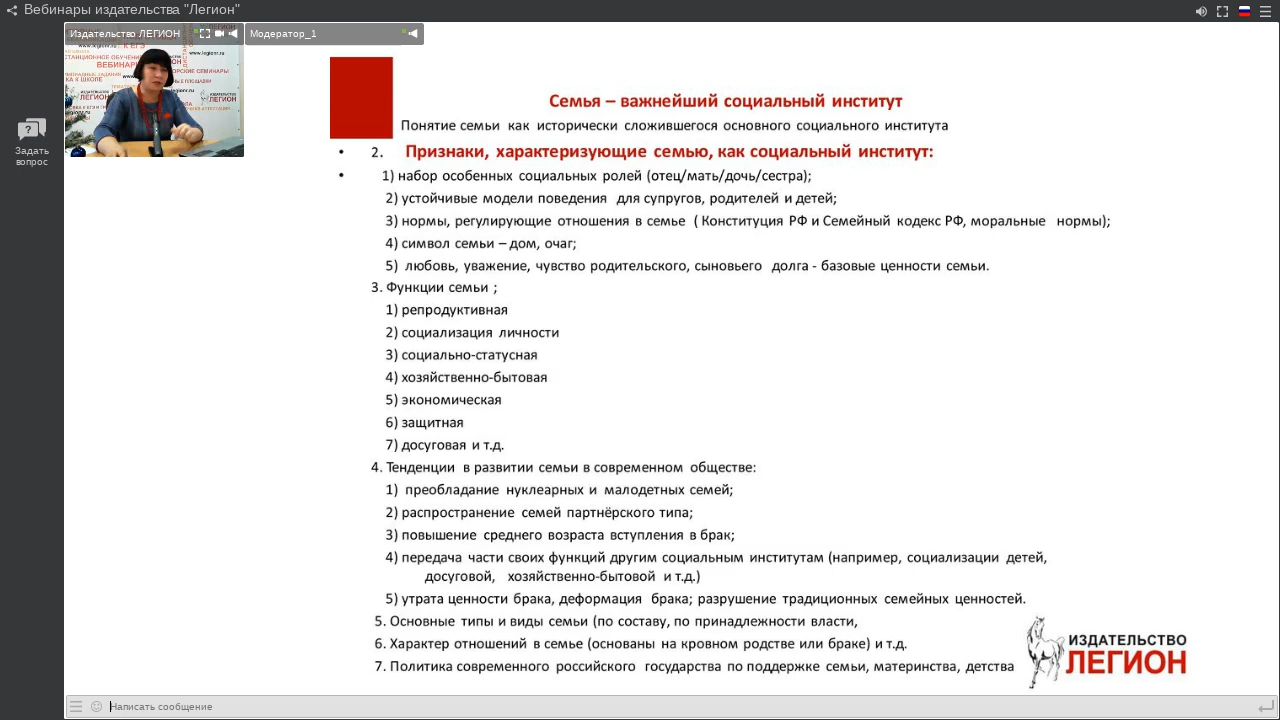 Вебинары издательства "Легион"
Издательство ЛЕГИОН
Модератор_1
Задать
вопрос
www.legionr.ru
Семья – важнейший социальный институт
Понятие семьи как исторически сложившегося основного социального института
• 2. Признаки, характеризующие семью, как социальный институт:
• 1) набор особенных социальных ролей (отец/мать/дочь/сестра);
2) устойчивые модели поведения для супругов, родителей и детей;
3) нормы, регулирующие отношения в семье ( Конституция РФ и Семейный кодекс РФ, моральные нормы);
4) символ семьи – дом, очаг;
5) любовь, уважение, чувство родительского, сыновьего долга - базовые ценности семьи.
3. Функции семьи ;
1) репродуктивная
2) социализация личности
3) социально-статусная
4) хозяйственно-бытовая
5) экономическая
6) защитная
7) досуговая и т.д.
4. Тенденции в развитии семьи в современном обществе:
1) преобладание нуклеарных и малодетных семей;
2) распространение семей партнёрского типа;
3) повышение среднего возраста вступления в брак;
4) передача части своих функций другим социальным институтам (например, социализации детей,
досуговой, хозяйственно-бытовой и т.д.)
5) утрата ценности брака, деформация брака; разрушение традиционных семейных ценностей.
5. Основные типы и виды семьи (по составу, по принадлежности власти,
6. Характер отношений в семье (основаны на кровном родстве или браке) и т.д.
7. Политика современного российского государства по поддержке семьи, материнства, детства
ИЗДАТЕЛЬСТВО
ЛЕГИОН
Написать сообщение